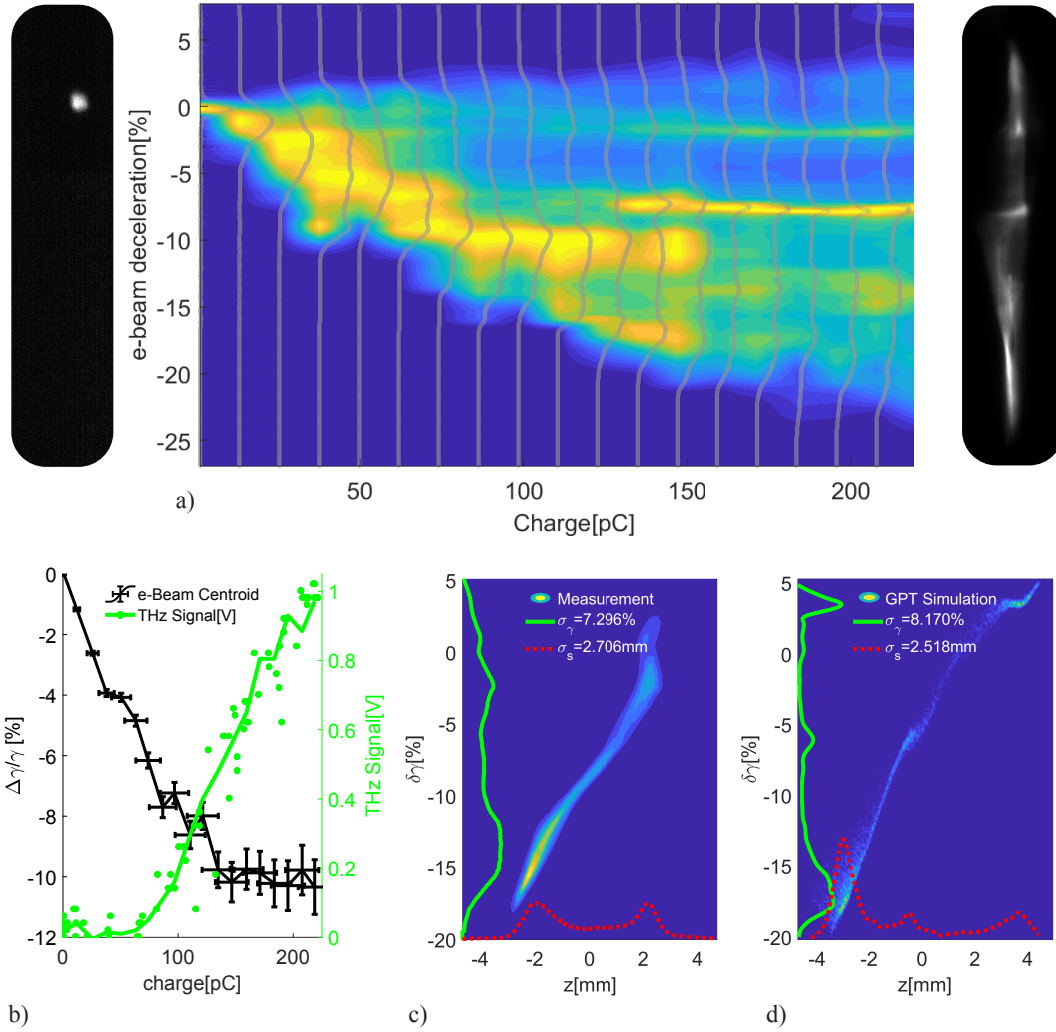 5
0
-5
-10
-15
-20
-25
e-beam deceleration[%]
50
100
150
200
Charge[pC]
a)
0
-2
-4
-6
-8
-10
-12
Δγ/γ [%]
e-Beam Centroid
THz Signal[V]
1
0.8
0.6
0.4
0.2
0
THz Signal[V]
0
100
200
charge[pC]
b)
5
0
-5
-10
-15
-20
δγ[%]
Measurement
σγ=7.296%
σs=2.706mm
-4
-2
0
2
4
z[mm]
c)
5
0
-5
-10
-15
-20
δγ[%]
GPT Simulation
σγ=8.170%
σs=2.518mm
-4
-2
0
2
4
z[mm]
d)